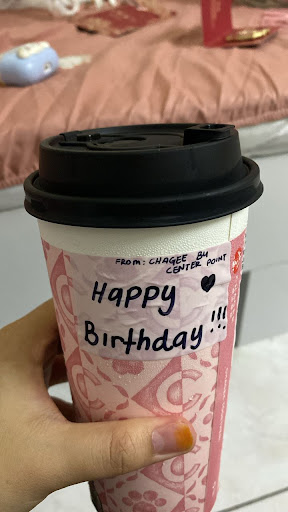 FROM: CHAGEE BY
CENTER POINT
Happy ♥
Birthday!!!